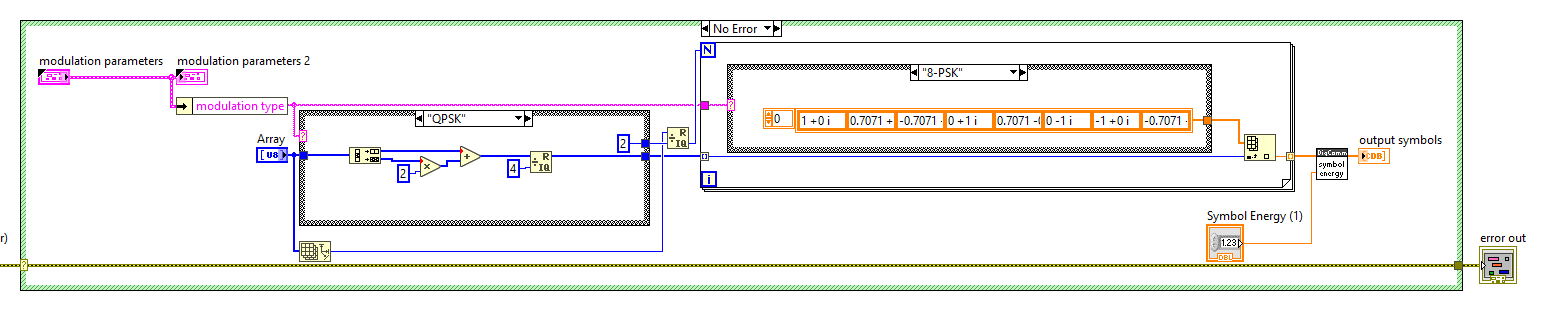 No Error
N
modulation parameters
modulation parameters 2
"8-PSK"
modulation type
?
"QPSK"
0
1 +0 i
0.7071 +
-0.7071 -
0 +1 i
0.7071 -(
0 -1 i
-1 +0 i
-0.7071 -
?
Array
U8
2
R
IQ
2
4
R
IQ
i
DigComm
symbol
energy
output symbols
CDB
Symbol Energy (1)
1.23
DBL
r)
?
error out